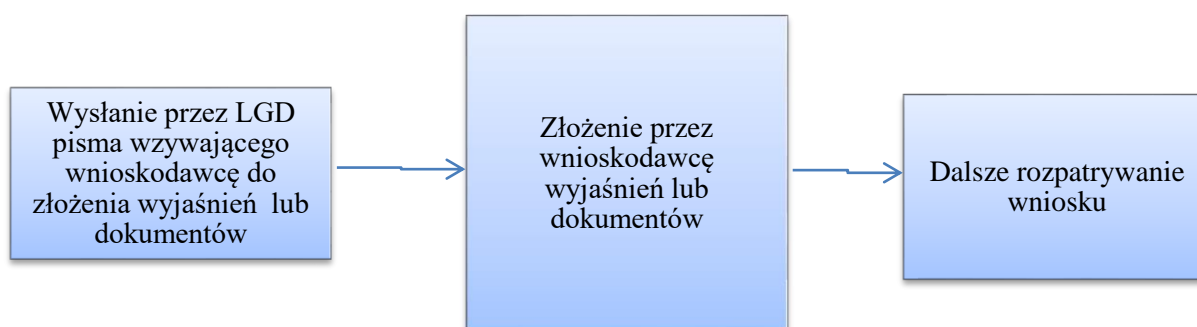 Wysłanie przez LGD
pisma wzywającego
wnioskodawcę do
złożenia wyjaśnień lub
dokumentów
Złożenie przez
wnioskodawcę
wyjaśnień lub
dokumentów
Dalsze rozpatrywanie
wniosku